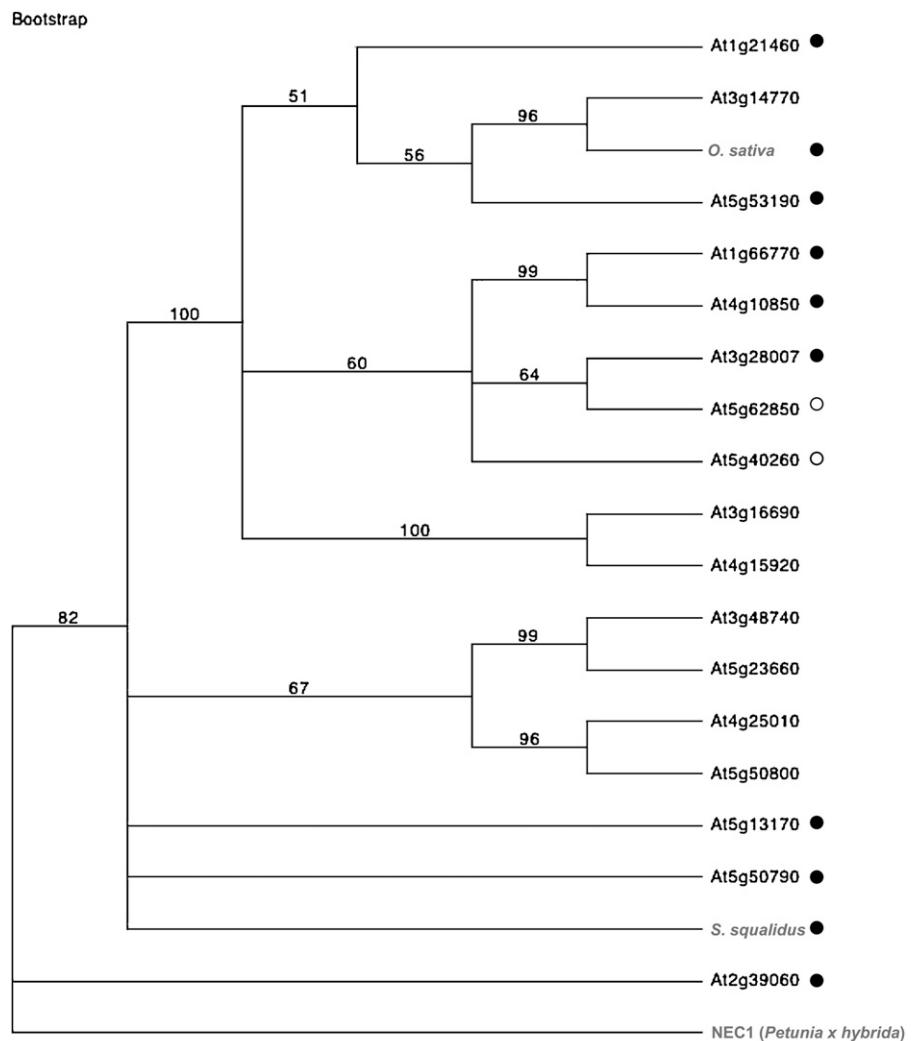 Bootstrap
At1g21460
51
At3g14770
96
O. sativa
56
At5g53190
At1g66770
99
At4g10850
100
At3g28007
60
64
At5g62850
At5g40260
At3g16690
100
At4g15920
At3g48740
82
99
At5g23660
67
At4g25010
96
At5g50800
At5g13170
At5g50790
S. squalidus
At2g39060
NEC1 (Petunia x hybrida)